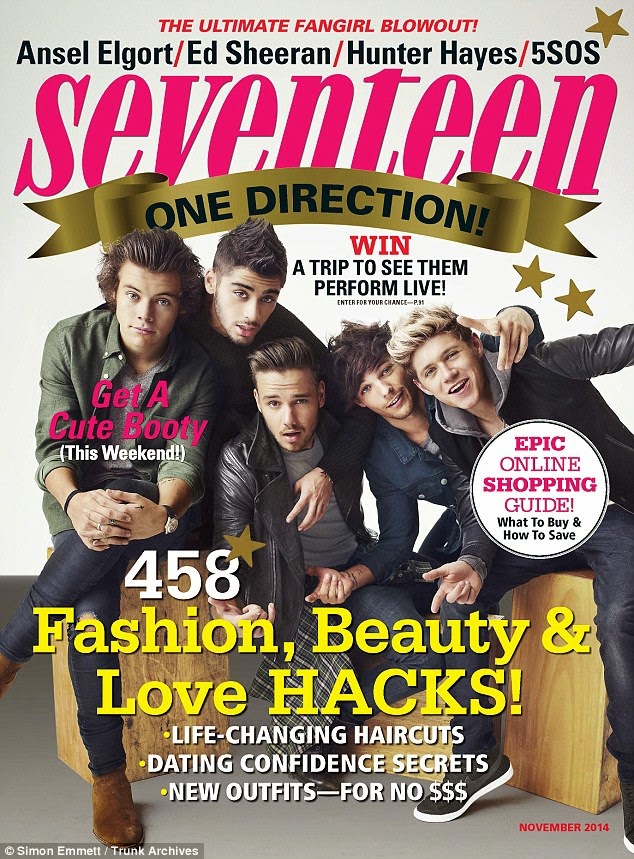 THE ULTIMATE FANGIRL BLOWOUT!
Ansel Elgort/Ed Sheeran/Hunter Hayes/5SOS
seventeen
ONE DIRECTION!
WIN
A TRIP TO SEE THEM
PERFORM LIVE!
ENTER FOR YOUR CHANCE—P.91
Get A
Cute Booty
(This Weekend!)
EPIC
ONLINE
SHOPPING
GUIDE!
What To Buy &
How To Save
458
Fashion, Beauty &
Love HACKS!
•LIFE-CHANGING HAIRCUTS
•DATING CONFIDENCE SECRETS
•NEW OUTFITS—FOR NO $$$
NOVEMBER 2014
© Simon Emmett / Trunk Archives